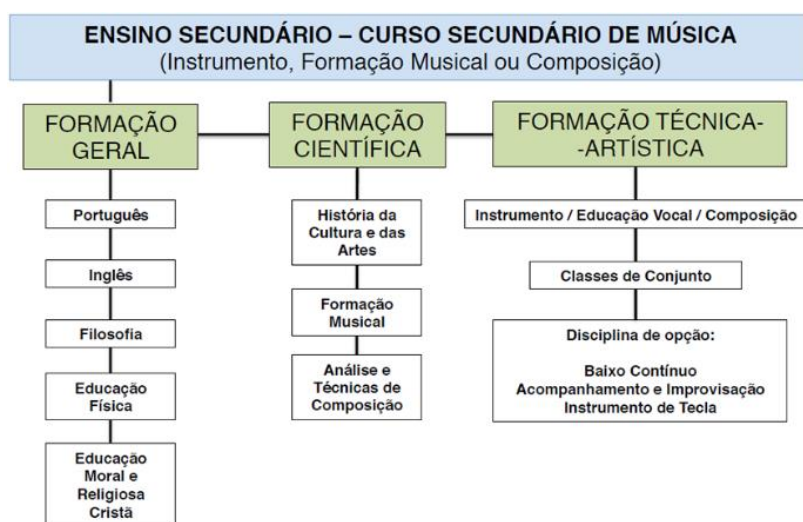 ENSINO SECUNDÁRIO – CURSO SECUNDÁRIO DE MÚSICA
(Instrumento, Formação Musical ou Composição)
FORMAÇÃO
GERAL
Português
Inglês
Filosofia
Educação
Física
Educação
Moral e
Religiosa
Cristã
FORMAÇÃO
CIENTÍFICA
História da
Cultura e das
Artes
Formação
Musical
Análise e
Técnicas de
Composição
FORMAÇÃO TÉCNICA-
-ARTÍSTICA
Instrumento / Educação Vocal / Composição
Classes de Conjunto
Disciplina de opção:
Baixo Contínuo
Acompanhamento e Improvisação
Instrumento de Tecla